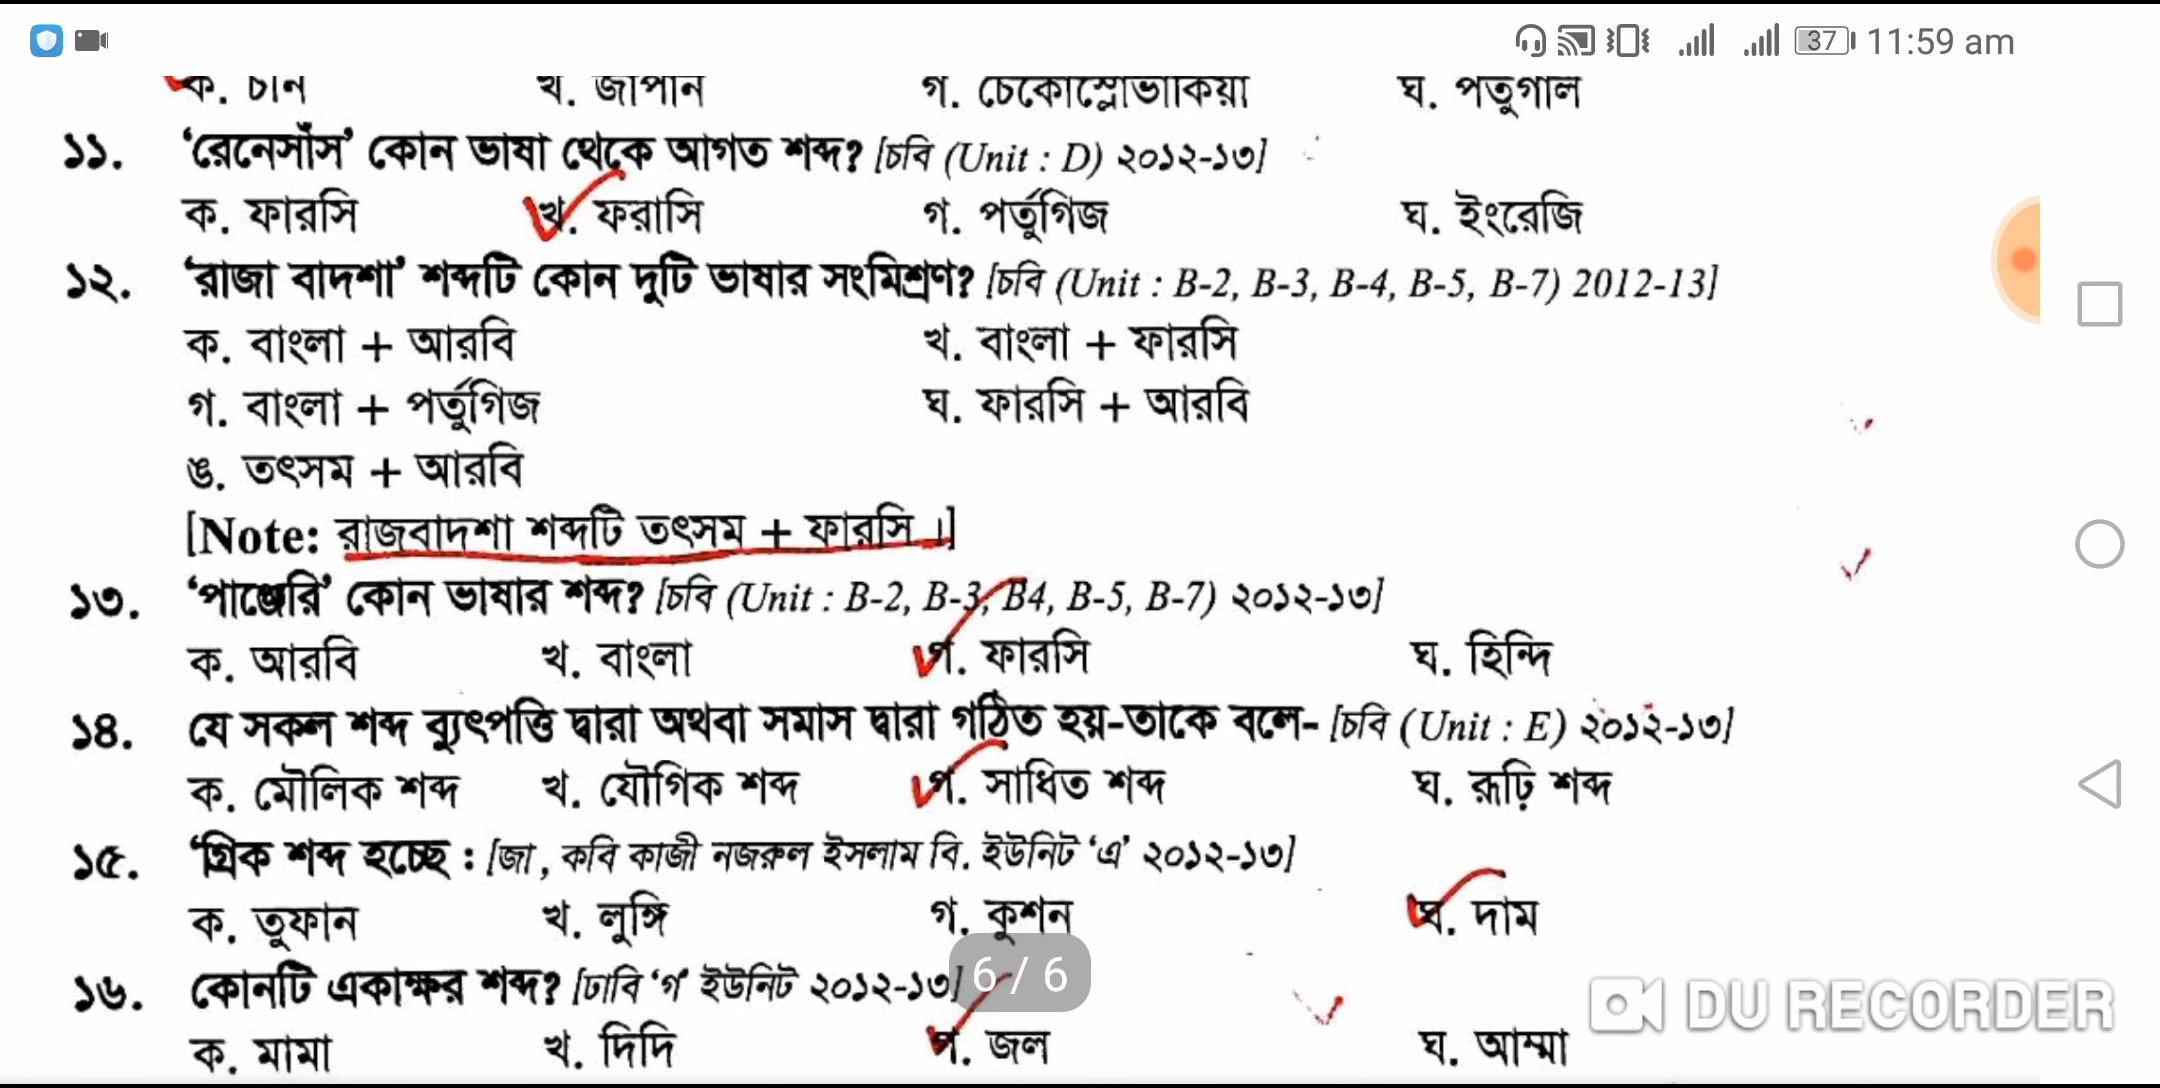 37 11:59 am
ক. চীন খ. জাপান গ. চেকোস্লোভাকিয়া ঘ. পর্তুগাল
১১. ‘রেনেসাঁস’ কোন ভাষা থেকে আগত শব্দ? [চবি (Unit : D) ২০১২-১৩]
ক. ফারসি খ. ফরাসি গ. পর্তুগিজ ঘ. ইংরেজি
১২. ‘রাজা বাদশা’ শব্দটি কোন দুটি ভাষার সংমিশ্রণ? [চবি (Unit : B-2, B-3, B-4, B-5, B-7) 2012-13]
ক. বাংলা + আরবি খ. বাংলা + ফারসি
গ. বাংলা + পর্তুগিজ ঘ. ফারসি + আরবি
ঙ. তৎসম + আরবি
[Note: রাজবাদশা শব্দটি তৎসম + ফারসি।]
১৩. ‘পাঞ্জেরি’ কোন ভাষার শব্দ? [চবি (Unit : B-2, B-3, B4, B-5, B-7) ২০১২-১৩]
ক. আরবি খ. বাংলা গ. ফারসি ঘ. হিন্দি
১৪. যে সকল শব্দ ব্যুৎপত্তি দ্বারা অথবা সমাস দ্বারা গঠিত হয়-তাকে বলে- [চবি (Unit : E) ২০১২-১৩]
ক. মৌলিক শব্দ খ. যৌগিক শব্দ গ. সাধিত শব্দ ঘ. রূঢ়ি শব্দ
১৫. ‘গ্রিক শব্দ হচ্ছে : [জা, কবি কাজী নজরুল ইসলাম বি. ইউনিট ‘এ’ ২০১২-১৩]
ক. তুফান খ. লুঙ্গি গ. কুশন ঘ. দাম
১৬. কোনটি একাক্ষর শব্দ? [ঢাবি ‘গ’ ইউনিট ২০১২-১৩]
6 / 6
DU RECORDER
ক. মামা খ. দিদি গ. জল ঘ. আম্মা